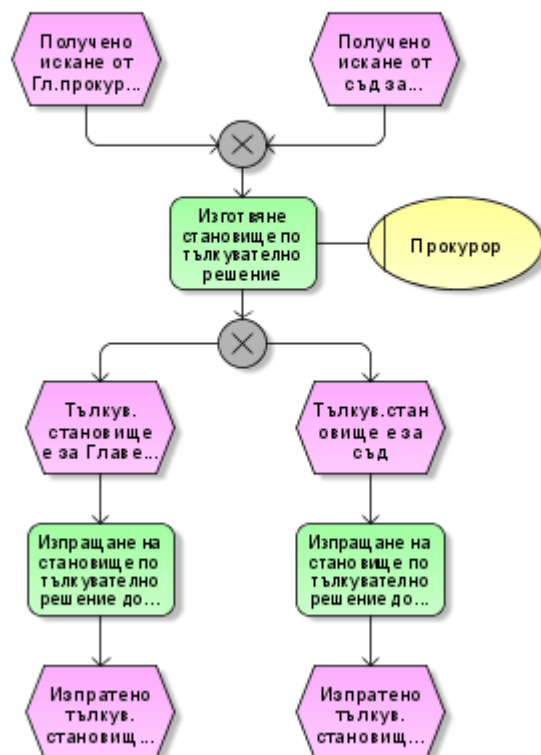 Получено
искане от
Гл.прокур...
Получено
искане от
съд за...
Изготвяне
становище по
тълкувателно
решение
Прокурор
Тълкув.
становище
е за Главе...
Тълкув.стан
овище е за
съд
Изпращане на
становище по
тълкувателно
решение до...
Изпращане на
становище по
тълкувателно
решение до...
Изпратено
тълкув.
становищ...
Изпратено
тълкув.
становищ...